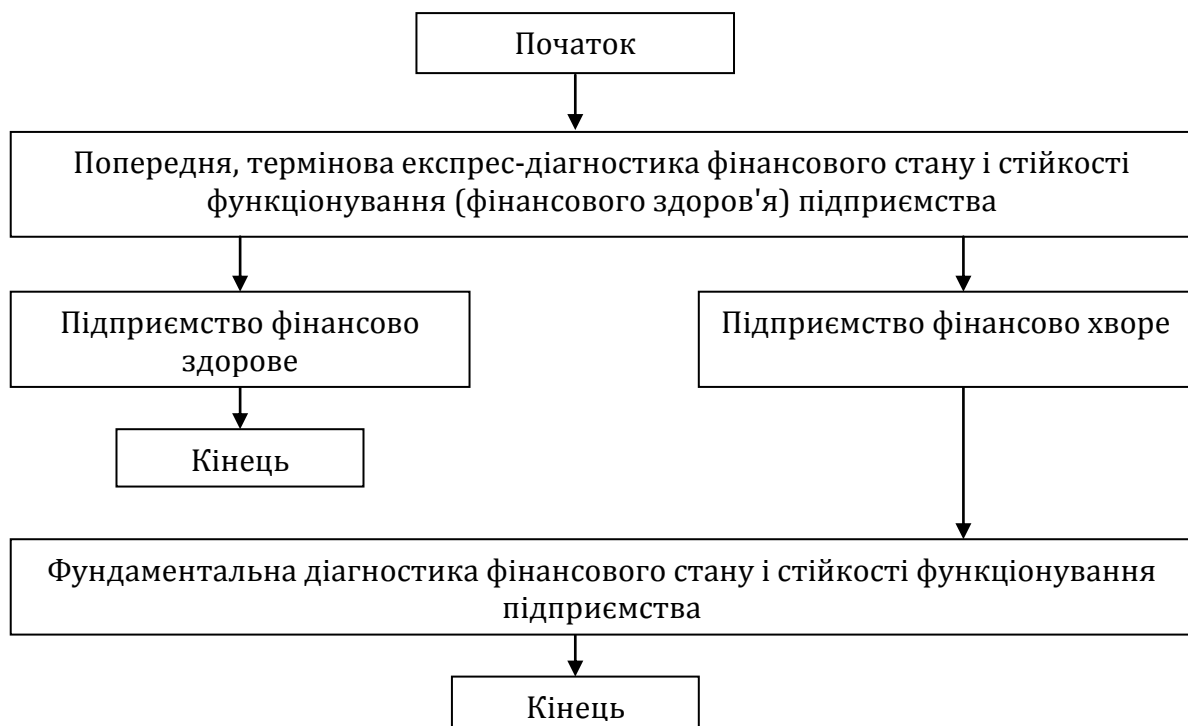 Початок
Попередня, термінова експрес-діагностика фінансового стану і стійкості
функціонування (фінансового здоров'я) підприємства
Підприємство фінансово
здорове
Підприємство фінансово хворе
Кінець
Фундаментальна діагностика фінансового стану і стійкості функціонування
підприємства
Кінець